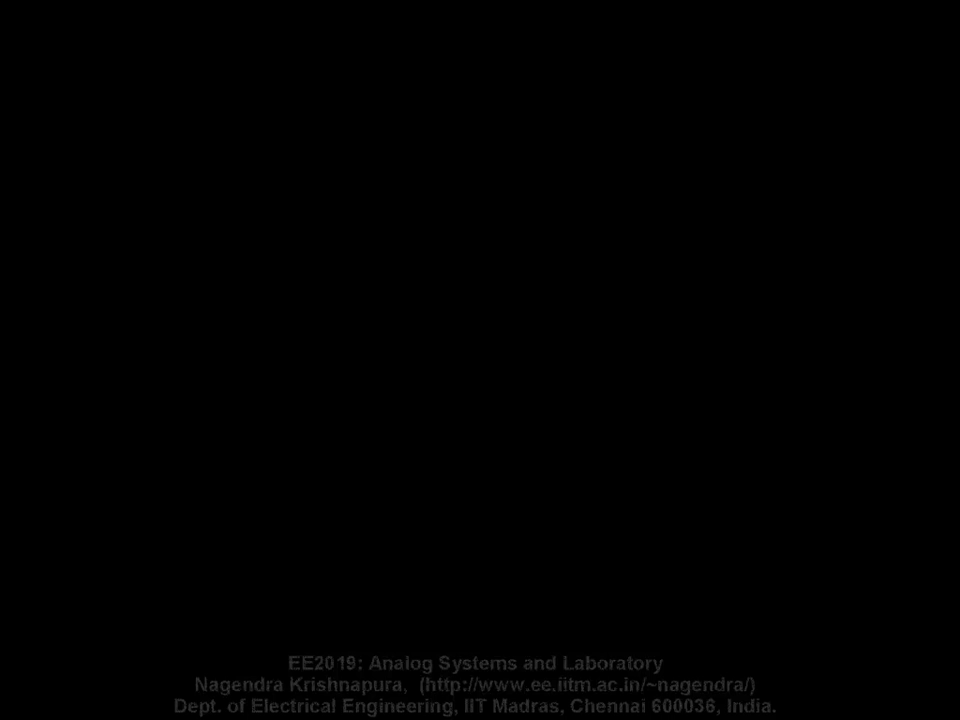 EE2019: Analog Systems and Laboratory
Nagendra Krishnapura, (http://www.ee.iitm.ac.in/~nagendra/)
Dept. of Electrical Engineering, IIT Madras, Chennai 600036, India.